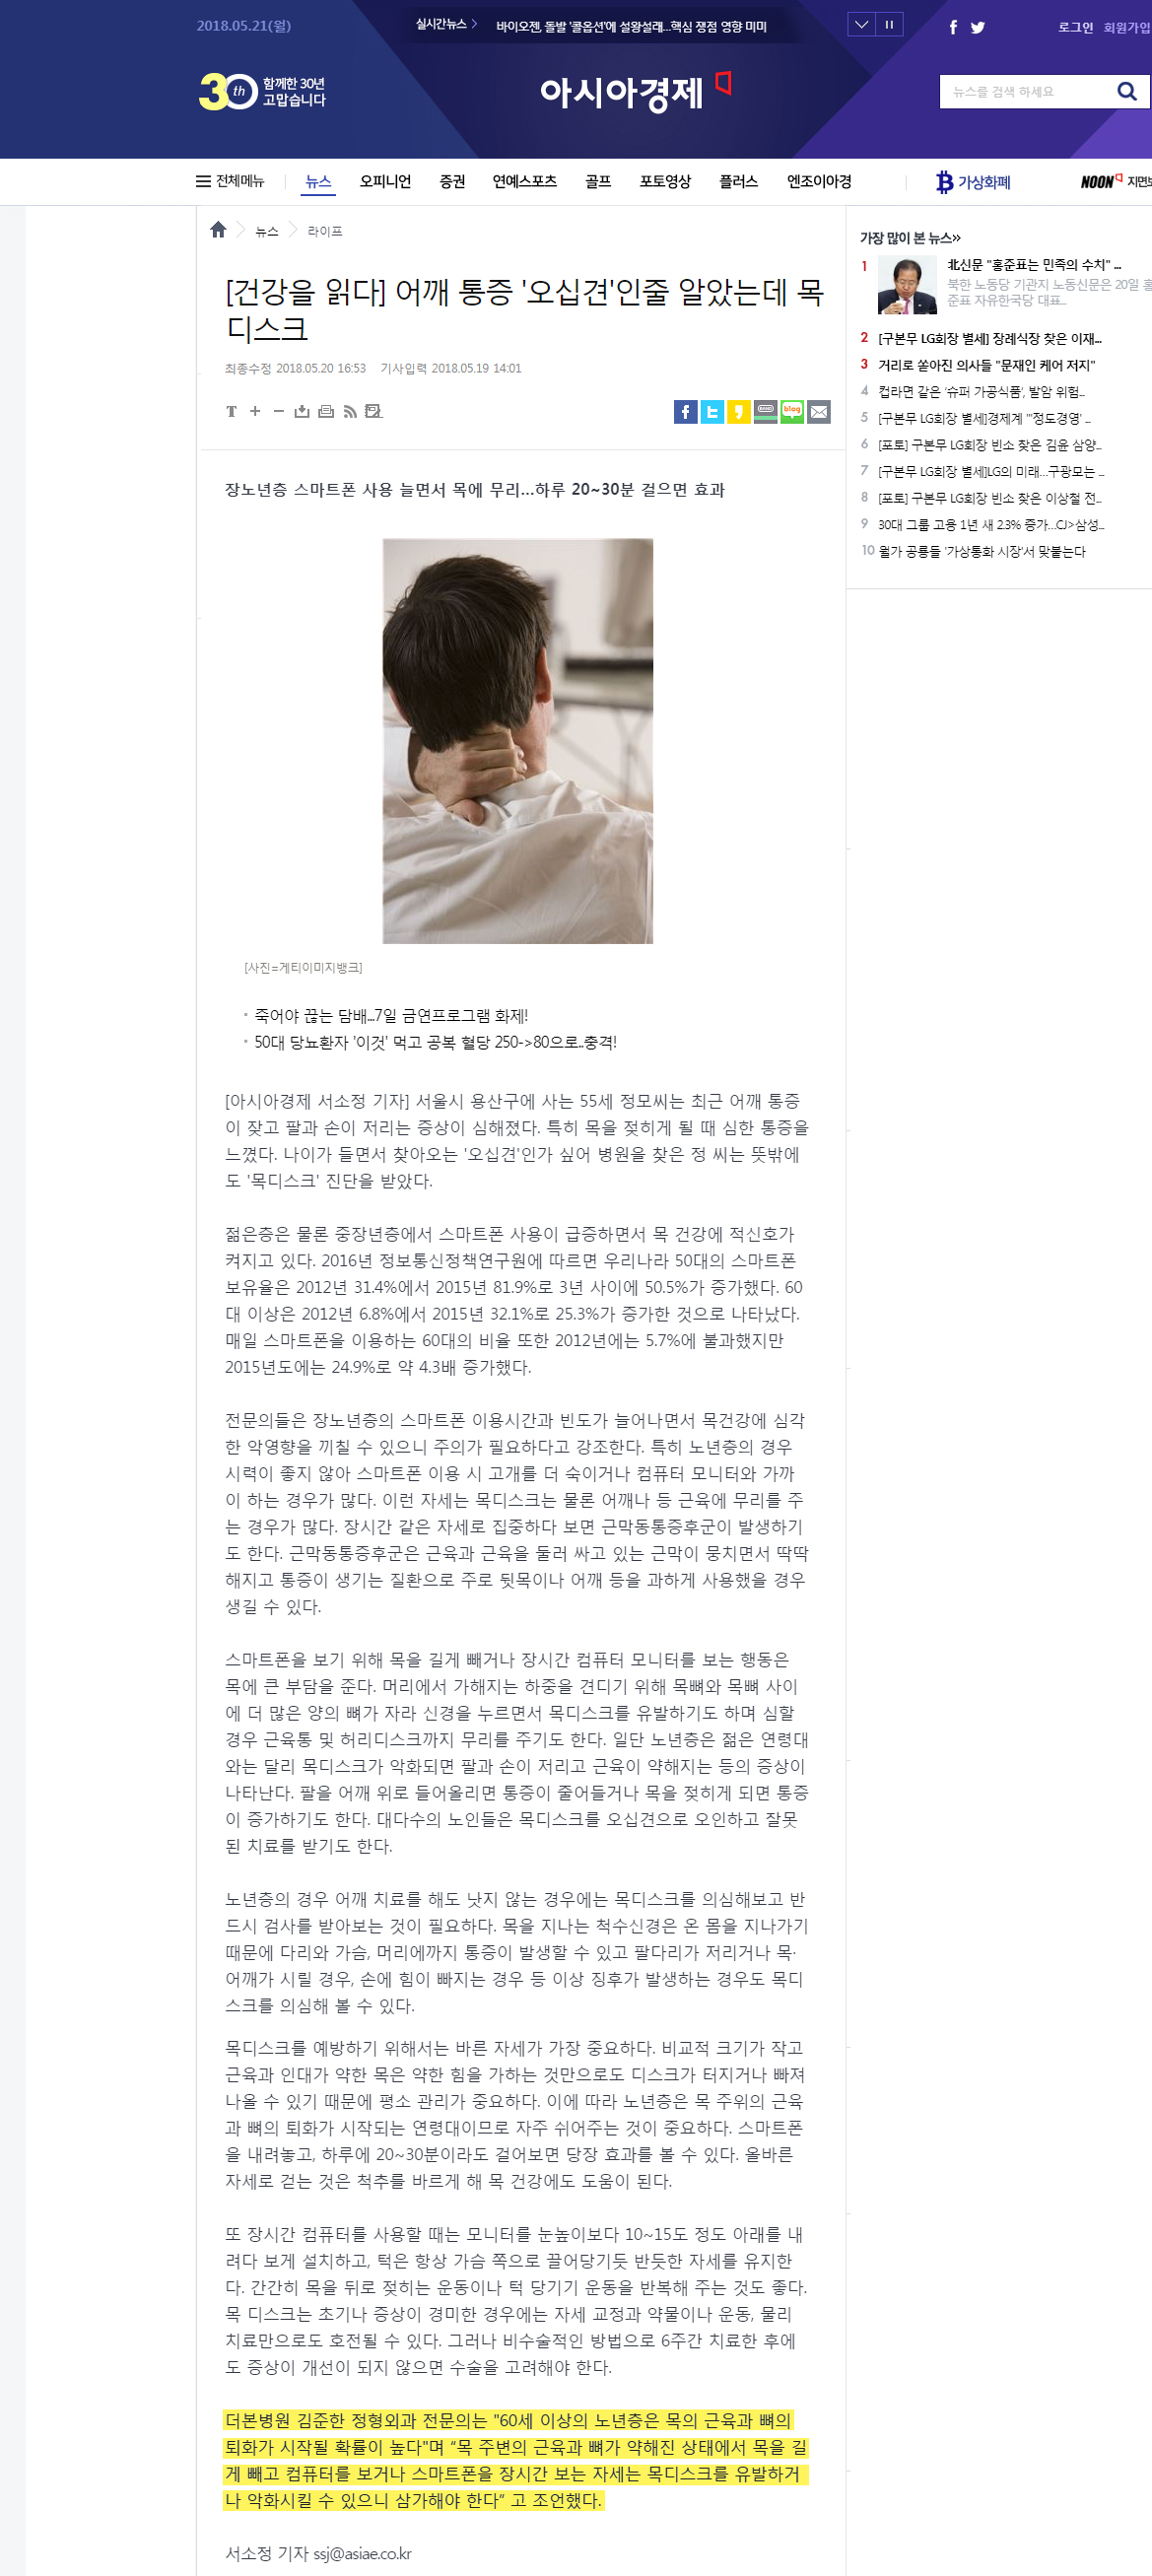 2018.05.21(월)
실시간뉴스
바이오젠, 돌발 '콜옵션'에 설왕설래...핵심 쟁점 영향 미미
로그인 회원가입
30th 함께한 30년
고맙습니다
아시아경제
뉴스를 검색 하세요
전체메뉴 뉴스 오피니언 증권 연예스포츠 골프 포토영상 플러스 엔조이아경 가상화폐 NOON 지면보
뉴스 라이프
[건강을 읽다] 어깨 통증 '오십견'인줄 알았는데 목
디스크
최종수정 2018.05.20 16:53 기사입력 2018.05.19 14:01
T
BAND
blog
장노년층 스마트폰 사용 늘면서 목에 무리…하루 20~30분 걸으면 효과
[사진=게티이미지뱅크]
죽어야 끊는 담배...7일 금연프로그램 화제!
50대 당뇨환자 '이것' 먹고 공복 혈당 250->80으로..충격!
[아시아경제 서소정 기자] 서울시 용산구에 사는 55세 정모씨는 최근 어깨 통증
이 잦고 팔과 손이 저리는 증상이 심해졌다. 특히 목을 젖히게 될 때 심한 통증을
느꼈다. 나이가 들면서 찾아오는 '오십견'인가 싶어 병원을 찾은 정 씨는 뜻밖에
도 '목디스크' 진단을 받았다.
젊은층은 물론 중장년층에서 스마트폰 사용이 급증하면서 목 건강에 적신호가
켜지고 있다. 2016년 정보통신정책연구원에 따르면 우리나라 50대의 스마트폰
보유율은 2012년 31.4%에서 2015년 81.9%로 3년 사이에 50.5%가 증가했다. 60
대 이상은 2012년 6.8%에서 2015년 32.1%로 25.3%가 증가한 것으로 나타났다.
매일 스마트폰을 이용하는 60대의 비율 또한 2012년에는 5.7%에 불과했지만
2015년도에는 24.9%로 약 4.3배 증가했다.
전문의들은 장노년층의 스마트폰 이용시간과 빈도가 늘어나면서 목건강에 심각
한 악영향을 끼칠 수 있으니 주의가 필요하다고 강조한다. 특히 노년층의 경우
시력이 좋지 않아 스마트폰 이용 시 고개를 더 숙이거나 컴퓨터 모니터와 가까
이 하는 경우가 많다. 이런 자세는 목디스크는 물론 어깨나 등 근육에 무리를 주
는 경우가 많다. 장시간 같은 자세로 집중하다 보면 근막동통증후군이 발생하기
도 한다. 근막동통증후군은 근육과 근육을 둘러 싸고 있는 근막이 뭉치면서 딱딱
해지고 통증이 생기는 질환으로 주로 뒷목이나 어깨 등을 과하게 사용했을 경우
생길 수 있다.
스마트폰을 보기 위해 목을 길게 빼거나 장시간 컴퓨터 모니터를 보는 행동은
목에 큰 부담을 준다. 머리에서 가해지는 하중을 견디기 위해 목뼈와 목뼈 사이
에 더 많은 양의 뼈가 자라 신경을 누르면서 목디스크를 유발하기도 하며 심할
경우 근육통 및 허리디스크까지 무리를 주기도 한다. 일단 노년층은 젊은 연령대
와는 달리 목디스크가 악화되면 팔과 손이 저리고 근육이 약해지는 등의 증상이
나타난다. 팔을 어깨 위로 들어올리면 통증이 줄어들거나 목을 젖히게 되면 통증
이 증가하기도 한다. 대다수의 노인들은 목디스크를 오십견으로 오인하고 잘못
된 치료를 받기도 한다.
노년층의 경우 어깨 치료를 해도 낫지 않는 경우에는 목디스크를 의심해보고 반
드시 검사를 받아보는 것이 필요하다. 목을 지나는 척수신경은 온 몸을 지나가기
때문에 다리와 가슴, 머리에까지 통증이 발생할 수 있고 팔다리가 저리거나 목·
어깨가 시릴 경우, 손에 힘이 빠지는 경우 등 이상 징후가 발생하는 경우도 목디
스크를 의심해 볼 수 있다.
목디스크를 예방하기 위해서는 바른 자세가 가장 중요하다. 비교적 크기가 작고
근육과 인대가 약한 목은 약한 힘을 가하는 것만으로도 디스크가 터지거나 빠져
나올 수 있기 때문에 평소 관리가 중요하다. 이에 따라 노년층은 목 주위의 근육
과 뼈의 퇴화가 시작되는 연령대이므로 자주 쉬어주는 것이 중요하다. 스마트폰
을 내려놓고, 하루에 20~30분이라도 걸어보면 당장 효과를 볼 수 있다. 올바른
자세로 걷는 것은 척추를 바르게 해 목 건강에도 도움이 된다.
또 장시간 컴퓨터를 사용할 때는 모니터를 눈높이보다 10~15도 정도 아래를 내
려다 보게 설치하고, 턱은 항상 가슴 쪽으로 끌어당기듯 반듯한 자세를 유지한
다. 간간히 목을 뒤로 젖히는 운동이나 턱 당기기 운동을 반복해 주는 것도 좋다.
목 디스크는 초기나 증상이 경미한 경우에는 자세 교정과 약물이나 운동, 물리
치료만으로도 호전될 수 있다. 그러나 비수술적인 방법으로 6주간 치료한 후에
도 증상이 개선이 되지 않으면 수술을 고려해야 한다.
더본병원 김준한 정형외과 전문의는 "60세 이상의 노년층은 목의 근육과 뼈의
퇴화가 시작될 확률이 높다"며 “목 주변의 근육과 뼈가 약해진 상태에서 목을 길
게 빼고 컴퓨터를 보거나 스마트폰을 장시간 보는 자세는 목디스크를 유발하거
나 악화시킬 수 있으니 삼가해야 한다” 고 조언했다.
서소정 기자 ssj@asiae.co.kr
가장 많이 본 뉴스»
1 北신문 "홍준표는 민족의 수치" ...
북한 노동당 기관지 노동신문은 20일 홍
준표 자유한국당 대표...
2 [구본무 LG회장 별세] 장례식장 찾은 이재...
3 거리로 쏟아진 의사들 "문재인 케어 저지"
4 컵라면 같은 '슈퍼 가공식품', 발암 위험...
5 [구본무 LG회장 별세]경제계 "'정도경영' ...
6 [포토] 구본무 LG회장 빈소 찾은 김윤 삼양...
7 [구본무 LG회장 별세]LG의 미래…구광모는 ...
8 [포토] 구본무 LG회장 빈소 찾은 이상철 전...
9 30대 그룹 고용 1년 새 2.3% 증가…CJ>삼성...
10 월가 공룡들 '가상통화 시장'서 맞붙는다